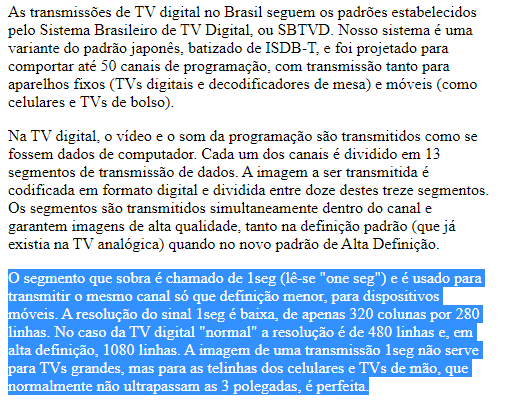 As transmissões de TV digital no Brasil seguem os padrões estabelecidos
pelo Sistema Brasileiro de TV Digital, ou SBTVD. Nosso sistema é uma
variante do padrão japonês, batizado de ISDB-T, e foi projetado para
comportar até 50 canais de programação, com transmissão tanto para
aparelhos fixos (TVs digitais e decodificadores de mesa) e móveis (como
celulares e TVs de bolso).
Na TV digital, o vídeo e o som da programação são transmitidos como se
fossem dados de computador. Cada um dos canais é dividido em 13
segmentos de transmissão de dados. A imagem a ser transmitida é
codificada em formato digital e dividida entre doze destes treze segmentos.
Os segmentos são transmitidos simultaneamente dentro do canal e
garantem imagens de alta qualidade, tanto na definição padrão (que já
existia na TV analógica) quando no novo padrão de Alta Definição.
O segmento que sobra é chamado de 1seg (lê-se "one seg") e é usado para
transmitir o mesmo canal só que definição menor, para dispositivos
móveis. A resolução do sinal 1seg é baixa, de apenas 320 colunas por 280
linhas. No caso da TV digital "normal" a resolução é de 480 linhas e, em
alta definição, 1080 linhas. A imagem de uma transmissão 1seg não serve
para TVs grandes, mas para as telinhas dos celulares e TVs de mão, que
normalmente não ultrapassam as 3 polegadas, é perfeita.